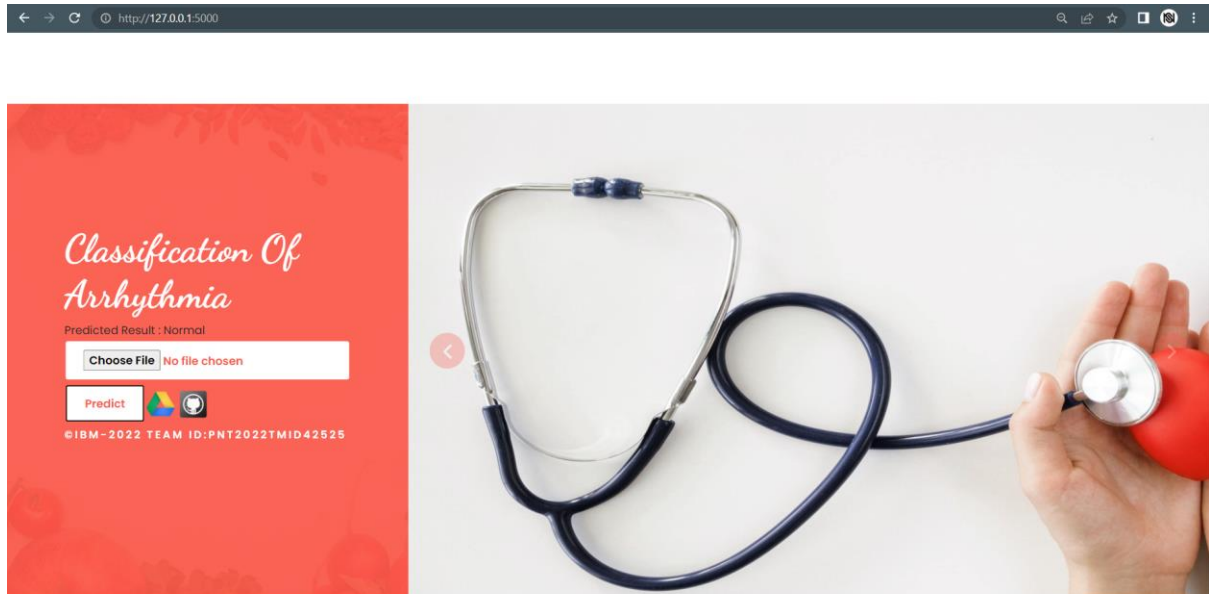 http://127.0.0.1:5000
Classification Of
Arrhythmia
Predicted Result : Normal
Choose File No file chosen
Predict
©IBM-2022 TEAM ID:PNT2022TMID42525